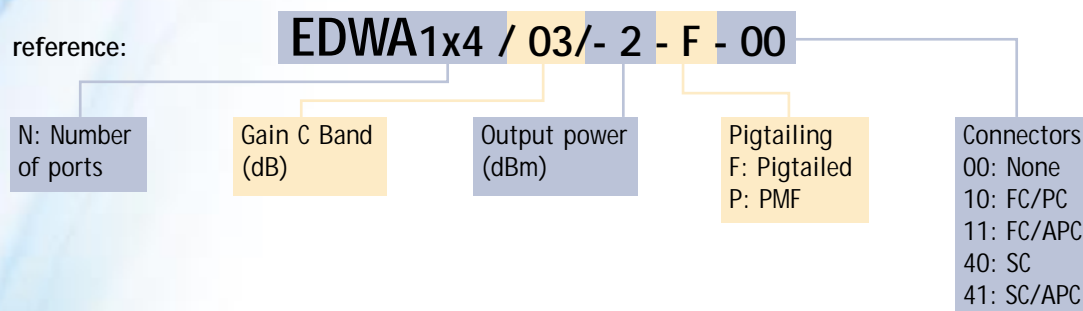 reference: EDWA1x4 / 03/- 2 - F - 00
N: Number
of ports
Gain C Band
(dB)
Output power
(dBm)
Pigtailing
F: Pigtailed
P: PMF
Connectors
00: None
10: FC/PC
11: FC/APC
40: SC
41: SC/APC